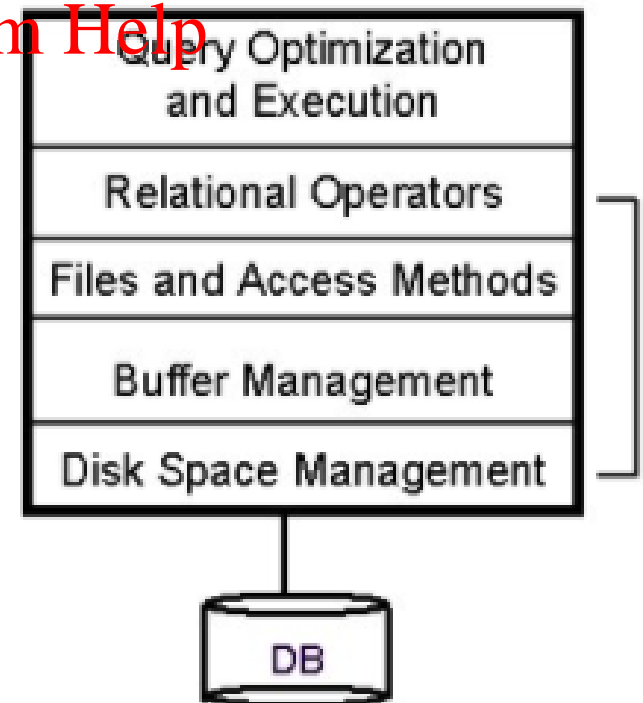 m Help
Query Optimization
and Execution
Relational Operators
Files and Access Methods
Buffer Management
Disk Space Management
DB